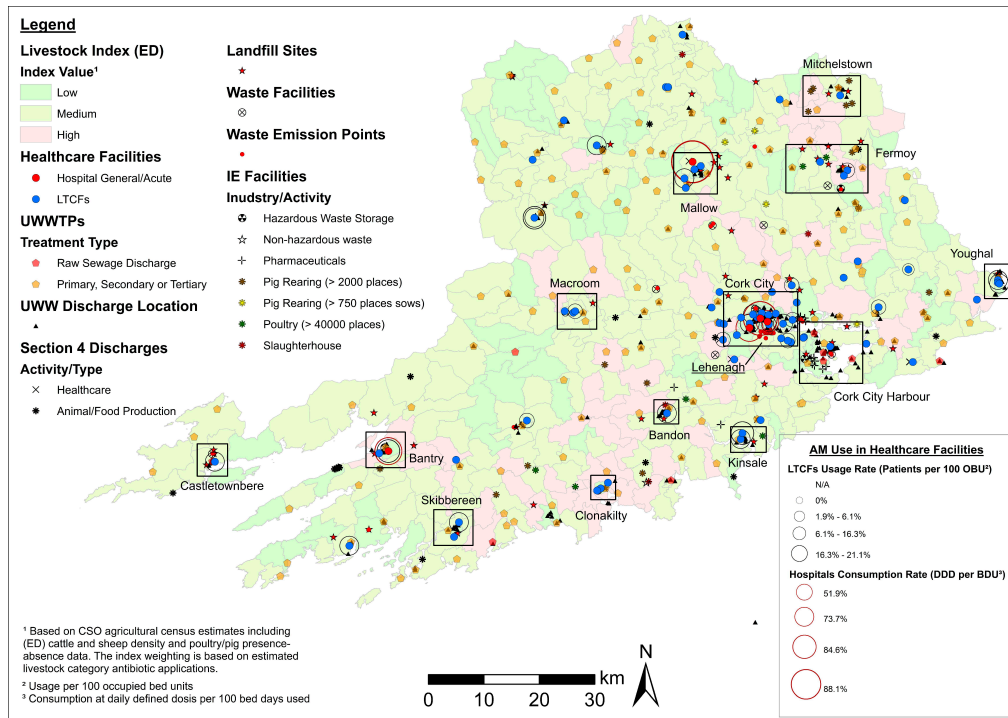 Legend
Livestock Index (ED)
Index Value¹
Low
Medium
High
Healthcare Facilities
Hospital General/Acute
LTCFs
UWWTPs
Treatment Type
Raw Sewage Discharge
Primary, Secondary or Tertiary
UWW Discharge Location
Section 4 Discharges
Activity/Type
Healthcare
Animal/Food Production
Landfill Sites
Waste Facilities
Waste Emission Points
IE Facilities
Inudstry/Activity
Hazardous Waste Storage
Non-hazardous waste
Pharmaceuticals
Pig Rearing (> 2000 places)
Pig Rearing (> 750 places sows)
Poultry (> 40000 places)
Slaughterhouse
Mitchelstown
Fermoy
Mallow
Youghal
Macroom
Cork City
Lehenagh
Cork City Harbour
Bandon
Kinsale
Bantry
Castletownbere
Skibbereen
Clonakilty
AM Use in Healthcare Facilities
LTCFs Usage Rate (Patients per 100 OBU²)
N/A
0%
1.9% - 6.1%
6.1% - 16.3%
16.3% - 21.1%
Hospitals Consumption Rate (DDD per BDU³)
51.9%
73.7%
84.6%
88.1%
¹ Based on CSO agricultural census estimates including
(ED) cattle and sheep density and poultry/pig presence-
absence data. The index weighting is based on estimated
livestock category antibiotic applications.
² Usage per 100 occupied bed units
³ Consumption at daily defined dosis per 100 bed days used
km
0 10 20 30
N